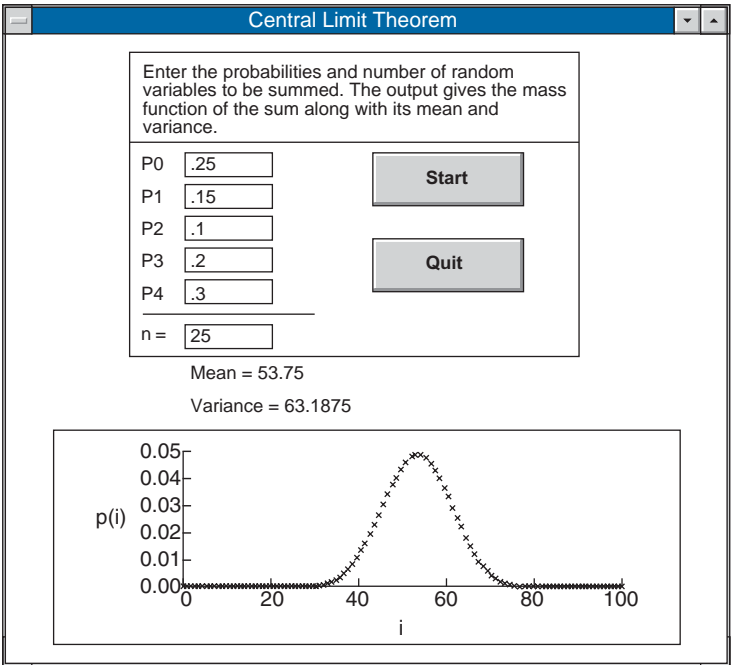 Central Limit Theorem
Enter the probabilities and number of random
variables to be summed. The output gives the mass
function of the sum along with its mean and
variance.
P0 .25
Start
P1 .15
P2 .1
P3 .2
Quit
P4 .3
n = 25
Mean = 53.75
Variance = 63.1875
0.05
0.04
0.03
p(i)
0.02
0.01
0.00
0 20 40 60 80 100
i